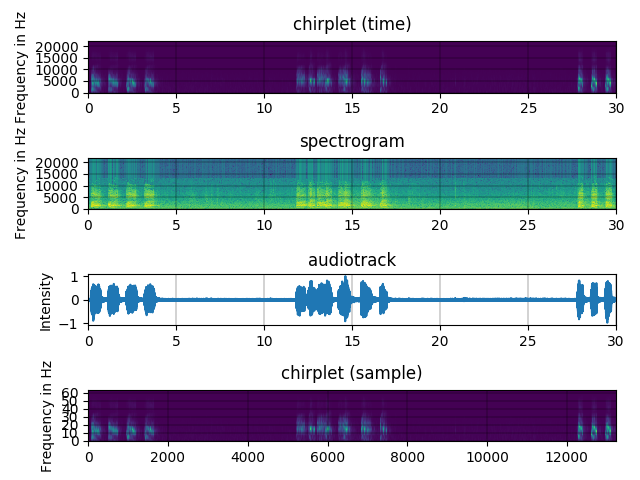 chirplet (time)
Frequency in Hz
20000
15000
10000
5000
0
0 5 10 15 20 25 30
spectrogram
Frequency in Hz
20000
15000
10000
5000
0
0 5 10 15 20 25 30
audiotrack
Intensity
1
0
−1
0 5 10 15 20 25 30
chirplet (sample)
Frequency in Hz
60
50
40
30
20
10
0
0 2000 4000 6000 8000 10000 12000